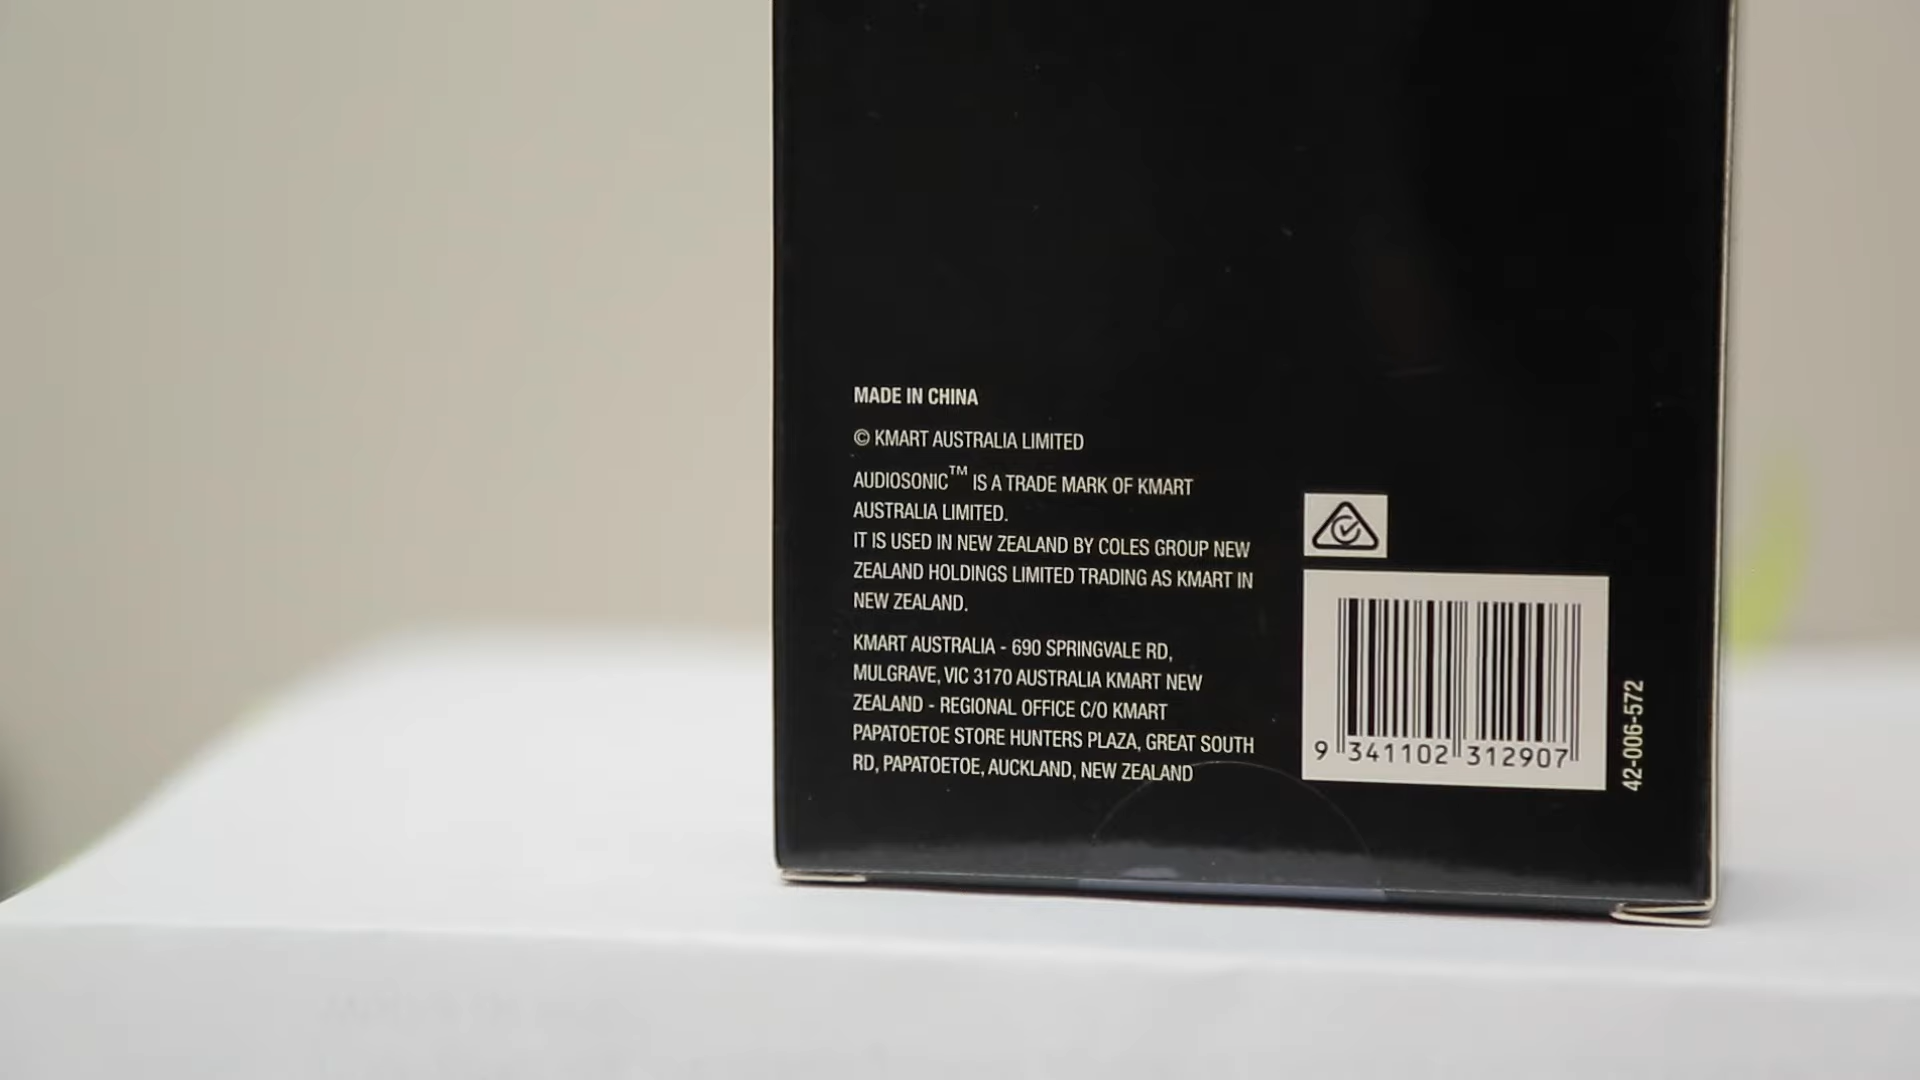 MADE IN CHINA
© KMART AUSTRALIA LIMITED
AUDIOSONIC™ IS A TRADE MARK OF KMART
AUSTRALIA LIMITED.
IT IS USED IN NEW ZEALAND BY COLES GROUP NEW
ZEALAND HOLDINGS LIMITED TRADING AS KMART IN
NEW ZEALAND.
KMART AUSTRALIA - 690 SPRINGVALE RD,
MULGRAVE, VIC 3170 AUSTRALIA KMART NEW
ZEALAND - REGIONAL OFFICE C/O KMART
PAPATOETOE STORE HUNTERS PLAZA, GREAT SOUTH
RD, PAPATOETOE, AUCKLAND, NEW ZEALAND
9 341102 312907
42-006-572